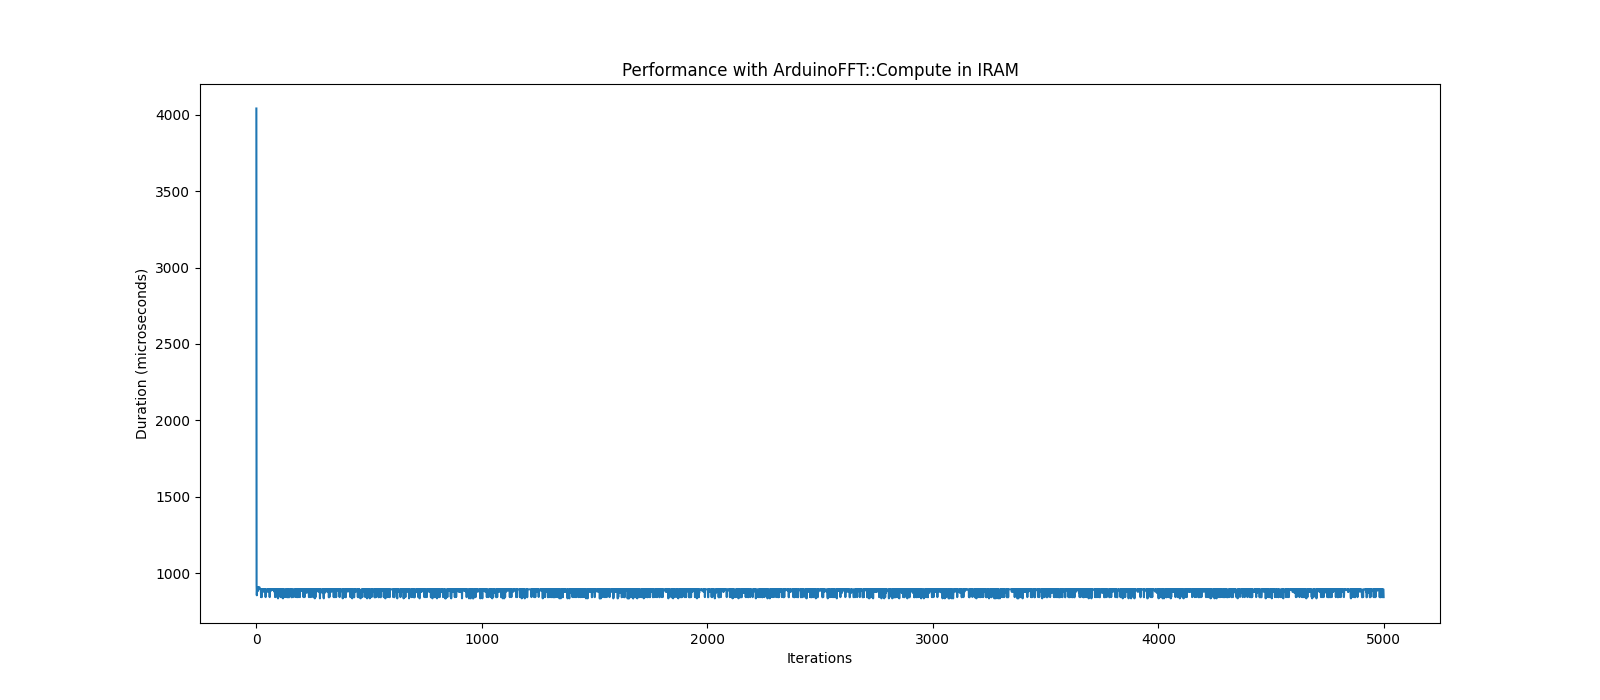 Performance with ArduinoFFT::Compute in IRAM
4000
3500
3000
2500
2000
1500
1000
Duration (microseconds)
0 1000 2000 3000 4000 5000
Iterations